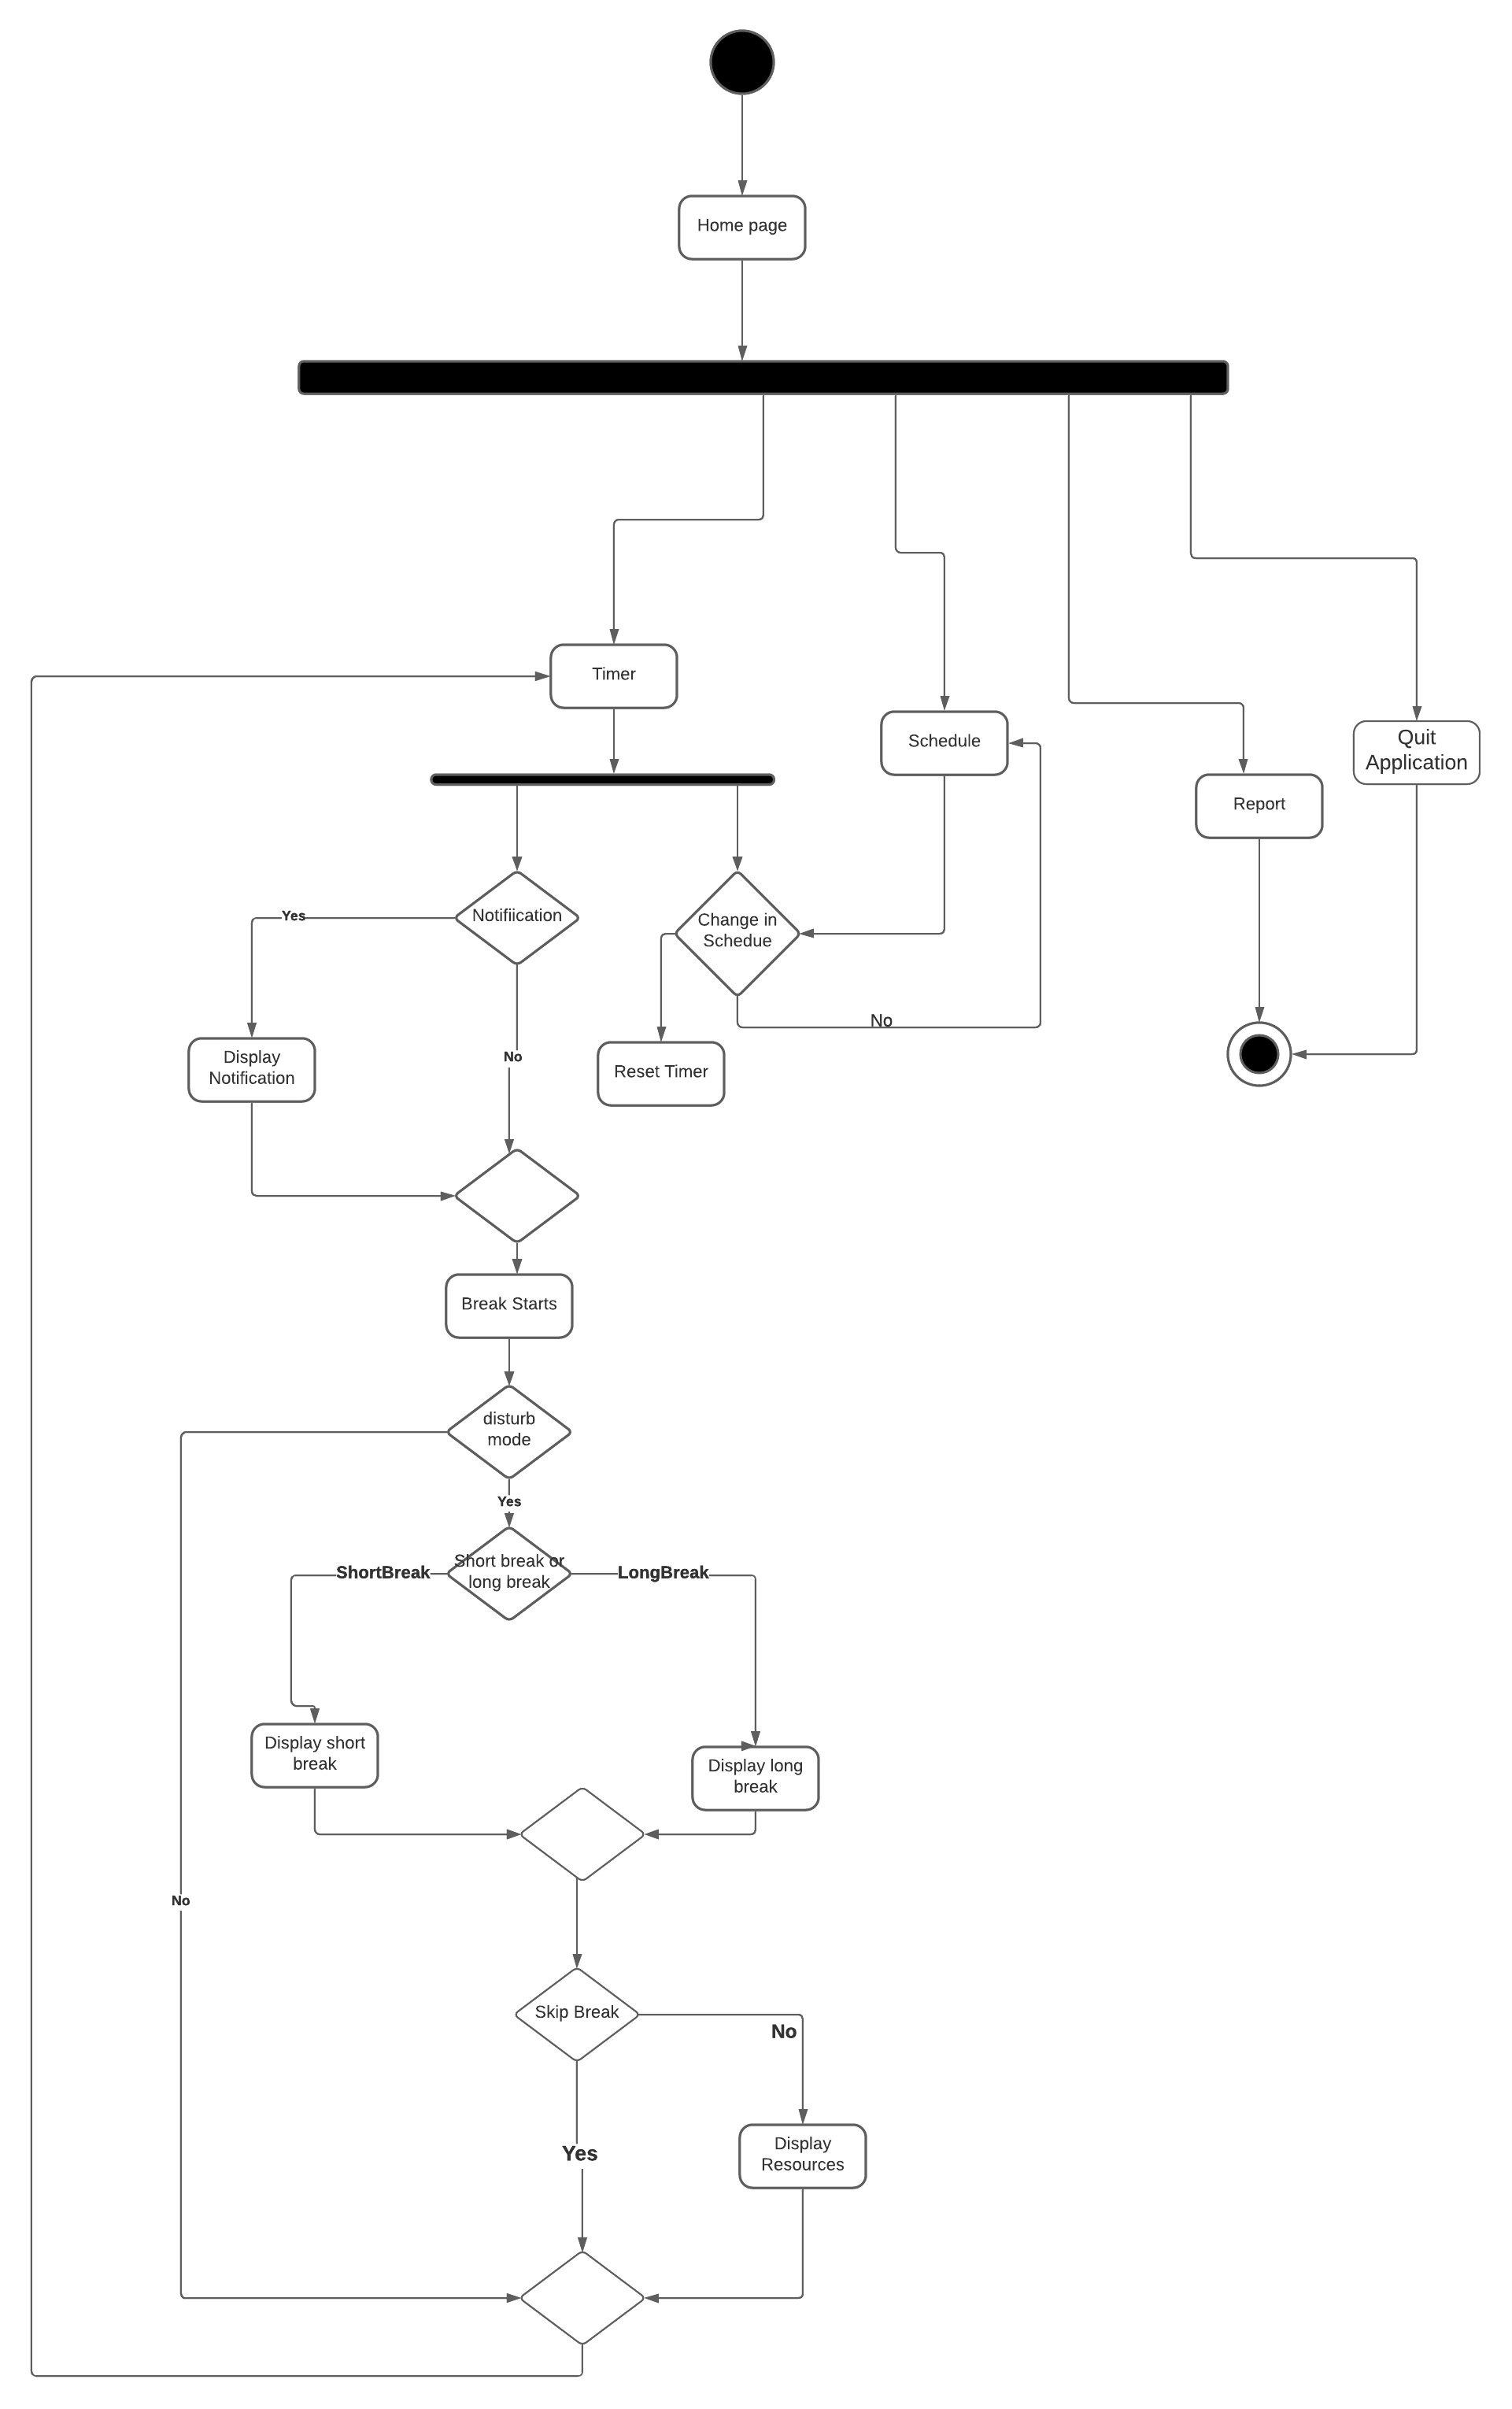 Home page
Timer
Schedule
Quit
Application
Report
Notifiication
Yes
Change in
Schedue
No
Display
Notification
No
Reset Timer
Break Starts
disturb
mode
Yes
Short break or
long break
ShortBreak
LongBreak
Display short
break
Display long
break
No
Skip Break
No
Yes
Display
Resources